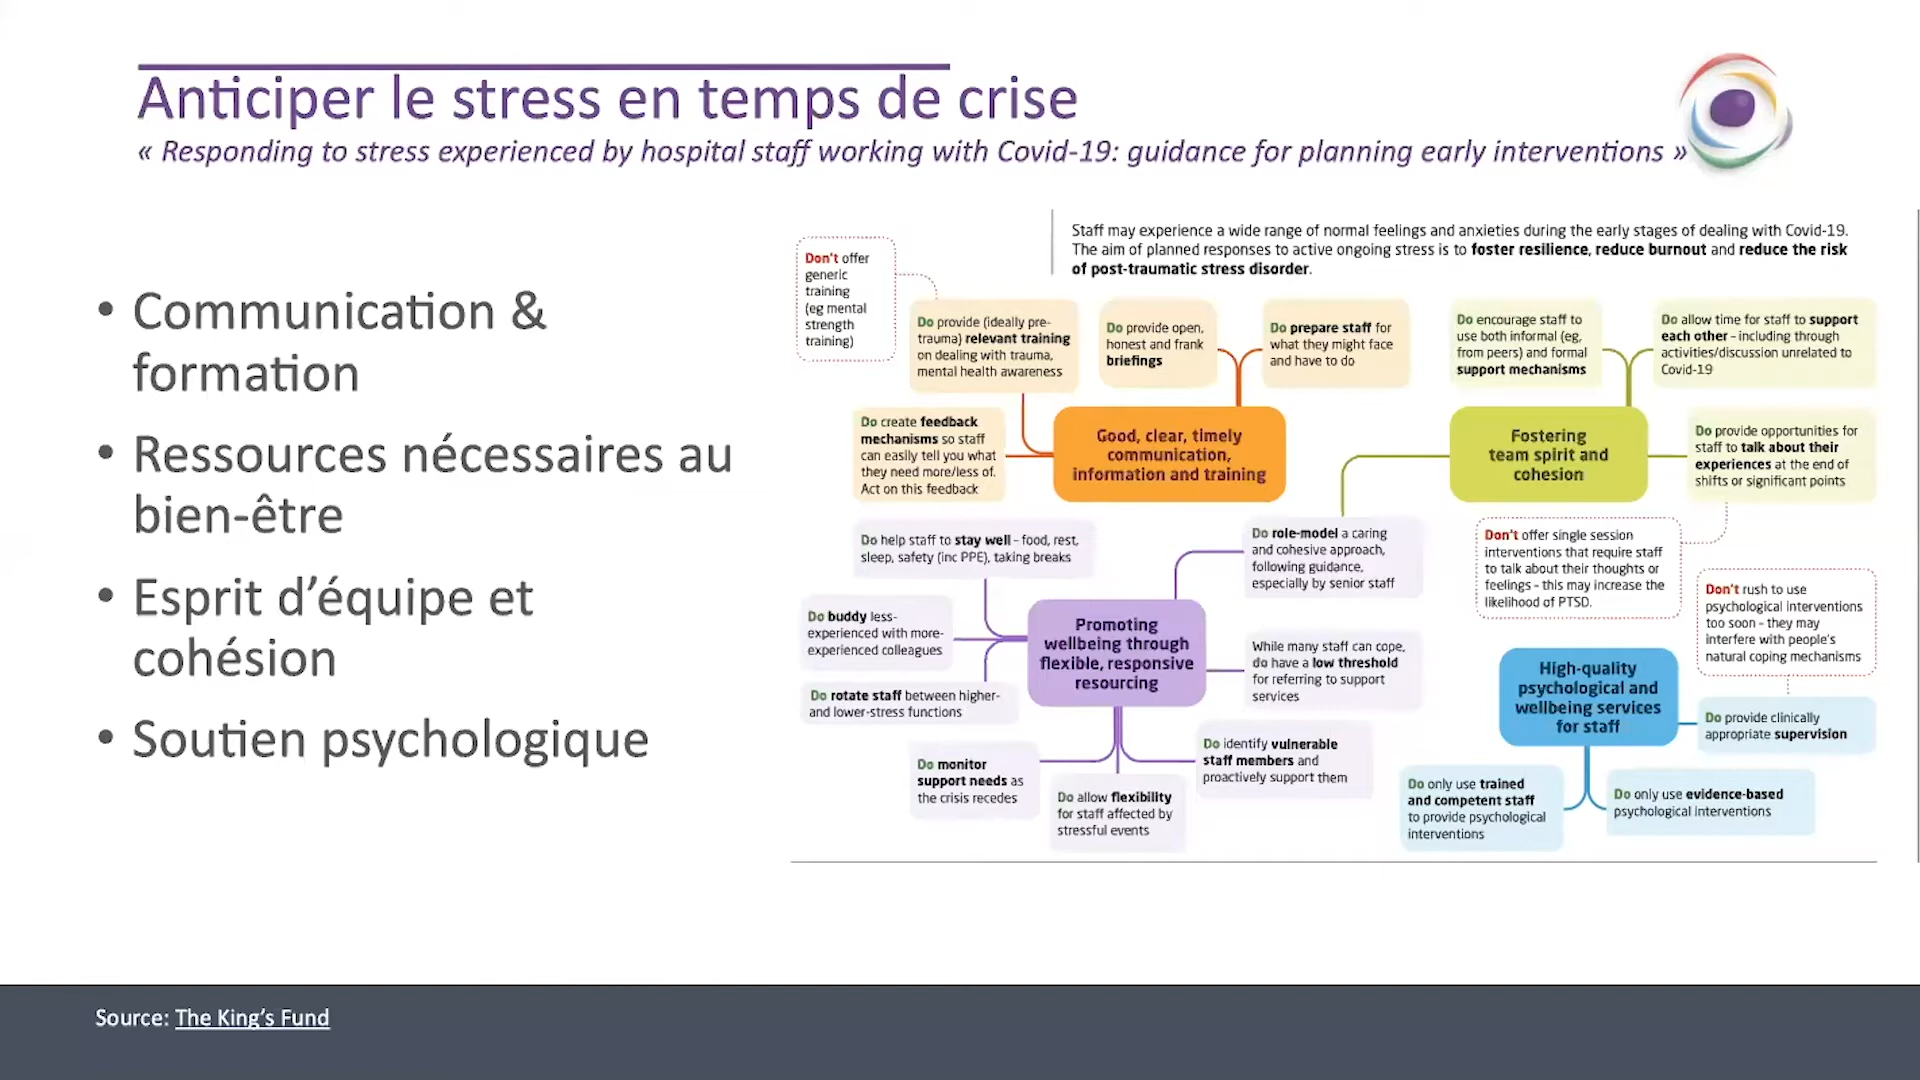 Anticiper le stress en temps de crise
« Responding to stress experienced by hospital staff working with Covid-19: guidance for planning early interventions »
• Communication &
formation
• Ressources nécessaires au
bien-être
• Esprit d’équipe et
cohésion
• Soutien psychologique
Staff may experience a wide range of normal feelings and anxieties during the early stages of dealing with Covid-19.
The aim of planned responses to active ongoing stress is to foster resilience, reduce burnout and reduce the risk
of post-traumatic stress disorder.
Don't offer
generic
training
(eg mental
strength
training)
Do provide (ideally pre-
trauma) relevant training
on dealing with trauma,
mental health awareness
Do provide open,
honest and frank
briefings
Do prepare staff for
what they might face
and have to do
Do create feedback
mechanisms so staff
can easily tell you what
they need more/less of.
Act on this feedback
Good, clear, timely
communication,
information and training
Do encourage staff to
use both informal (eg,
from peers) and formal
support mechanisms
Do allow time for staff to support
each other – including through
activities/discussion unrelated to
Covid-19
Fostering
team spirit and
cohesion
Do provide opportunities for
staff to talk about their
experiences at the end of
shifts or significant points
Don't offer single session
interventions that require staff
to talk about their thoughts or
feelings – this may increase the
likelihood of PTSD.
Do help staff to stay well – food, rest,
sleep, safety (inc PPE), taking breaks
Do role-model a caring
and cohesive approach,
following guidance,
especially by senior staff
Do buddy less-
experienced with more-
experienced colleagues
Promoting
wellbeing through
flexible, responsive
resourcing
While many staff can cope,
do have a low threshold
for referring to support
services
Do rotate staff between higher-
and lower-stress functions
Do monitor
support needs as
the crisis recedes
Do allow flexibility
for staff affected by
stressful events
Do identify vulnerable
staff members and
proactively support them
Don't rush to use
psychological interventions
too soon – they may
interfere with people's
natural coping mechanisms
High-quality
psychological and
wellbeing services
for staff
Do provide clinically
appropriate supervision
Do only use trained
and competent staff
to provide psychological
interventions
Do only use evidence-based
psychological interventions
Source: The King’s Fund